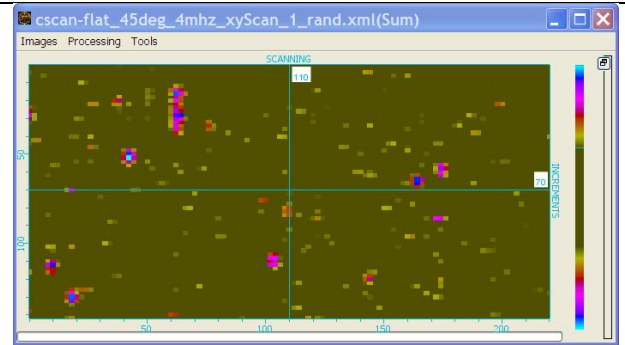 cscan-flat_45deg_4mhz_xyScan_1_rand.xml(Sum)
Images Processing Tools
SCANNING
110
50
INCREMENTS
70
100
50
100
150
200